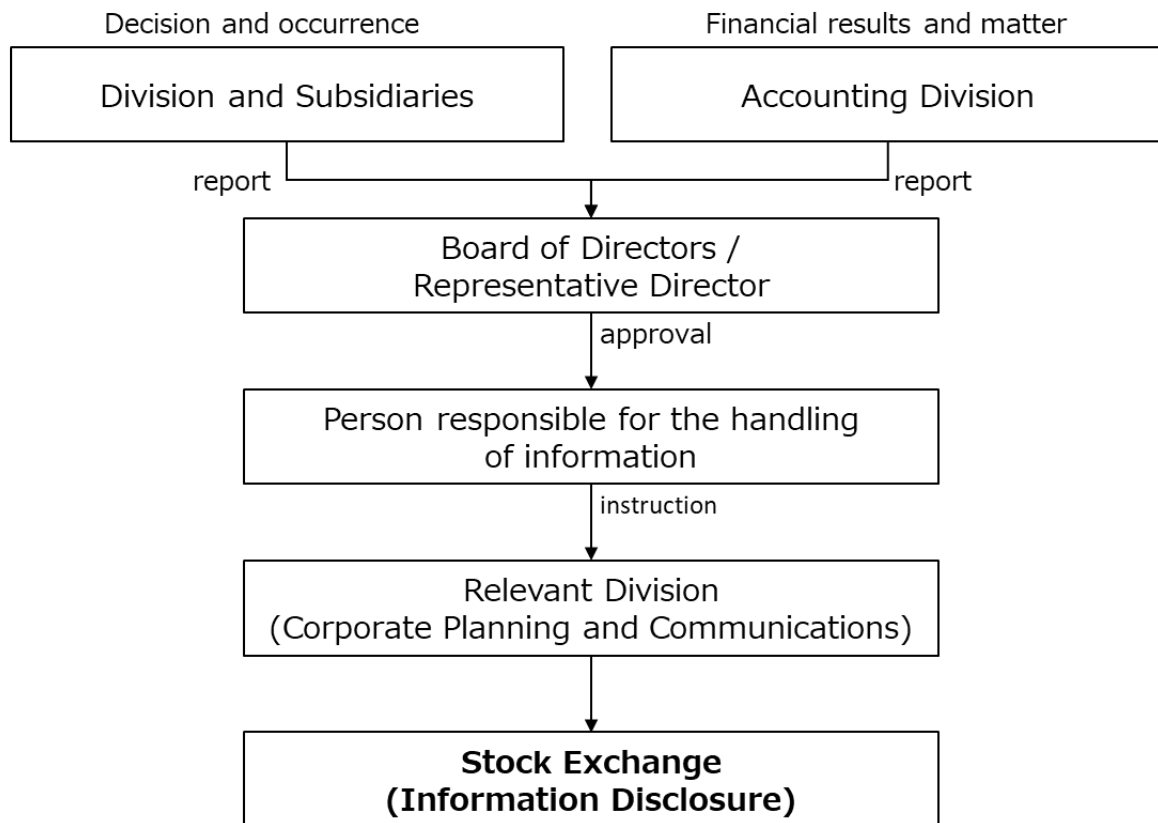 Decision and occurrence
Financial results and matter
Division and Subsidiaries
Accounting Division
report
report
Board of Directors /
Representative Director
approval
Person responsible for the handling
of information
instruction
Relevant Division
(Corporate Planning and Communications)
Stock Exchange
(Information Disclosure)